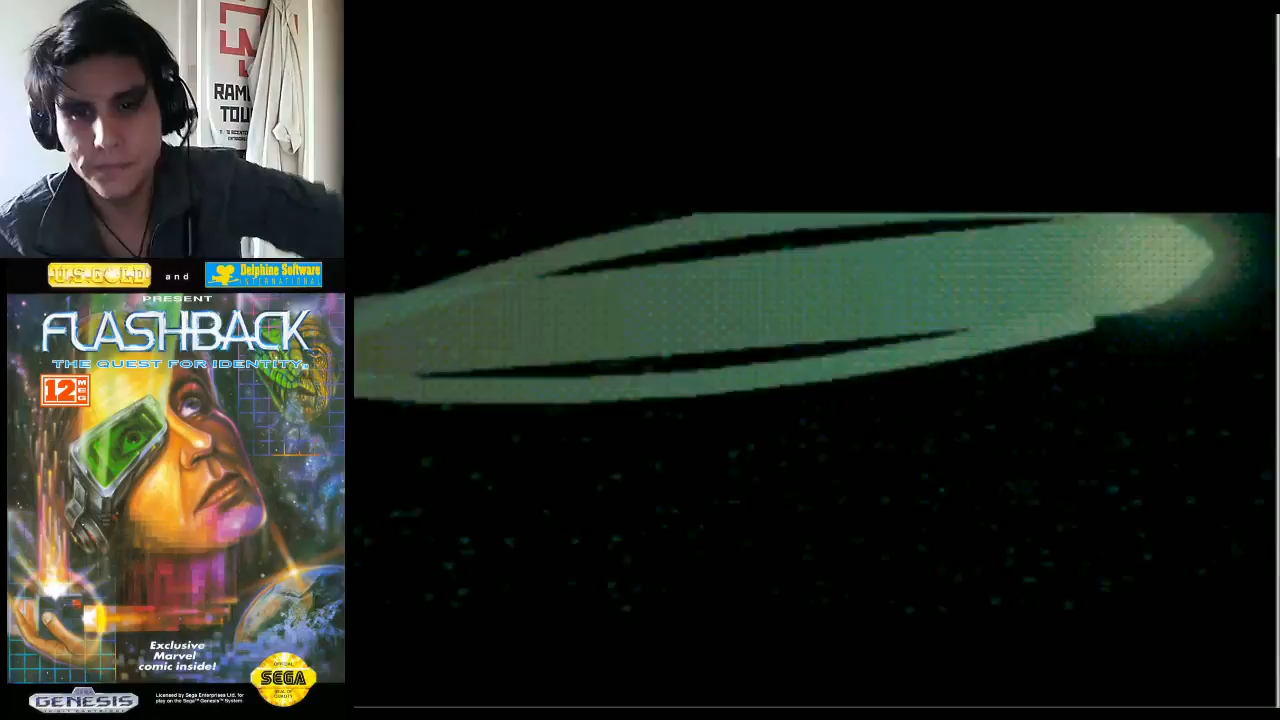 RAM
TOU
U.S. GOLD and Delphine Software
INTERNATIONAL
PRESENT
FLASHBACK
THE QUEST FOR IDENTITY
12 MEG
Exclusive
Marvel
comic inside!
OFFICIAL
SEGA
SEAL OF
QUALITY
GENESIS
Licensed by Sega Enterprises Ltd. for
play on the Sega™ Genesis™ System.